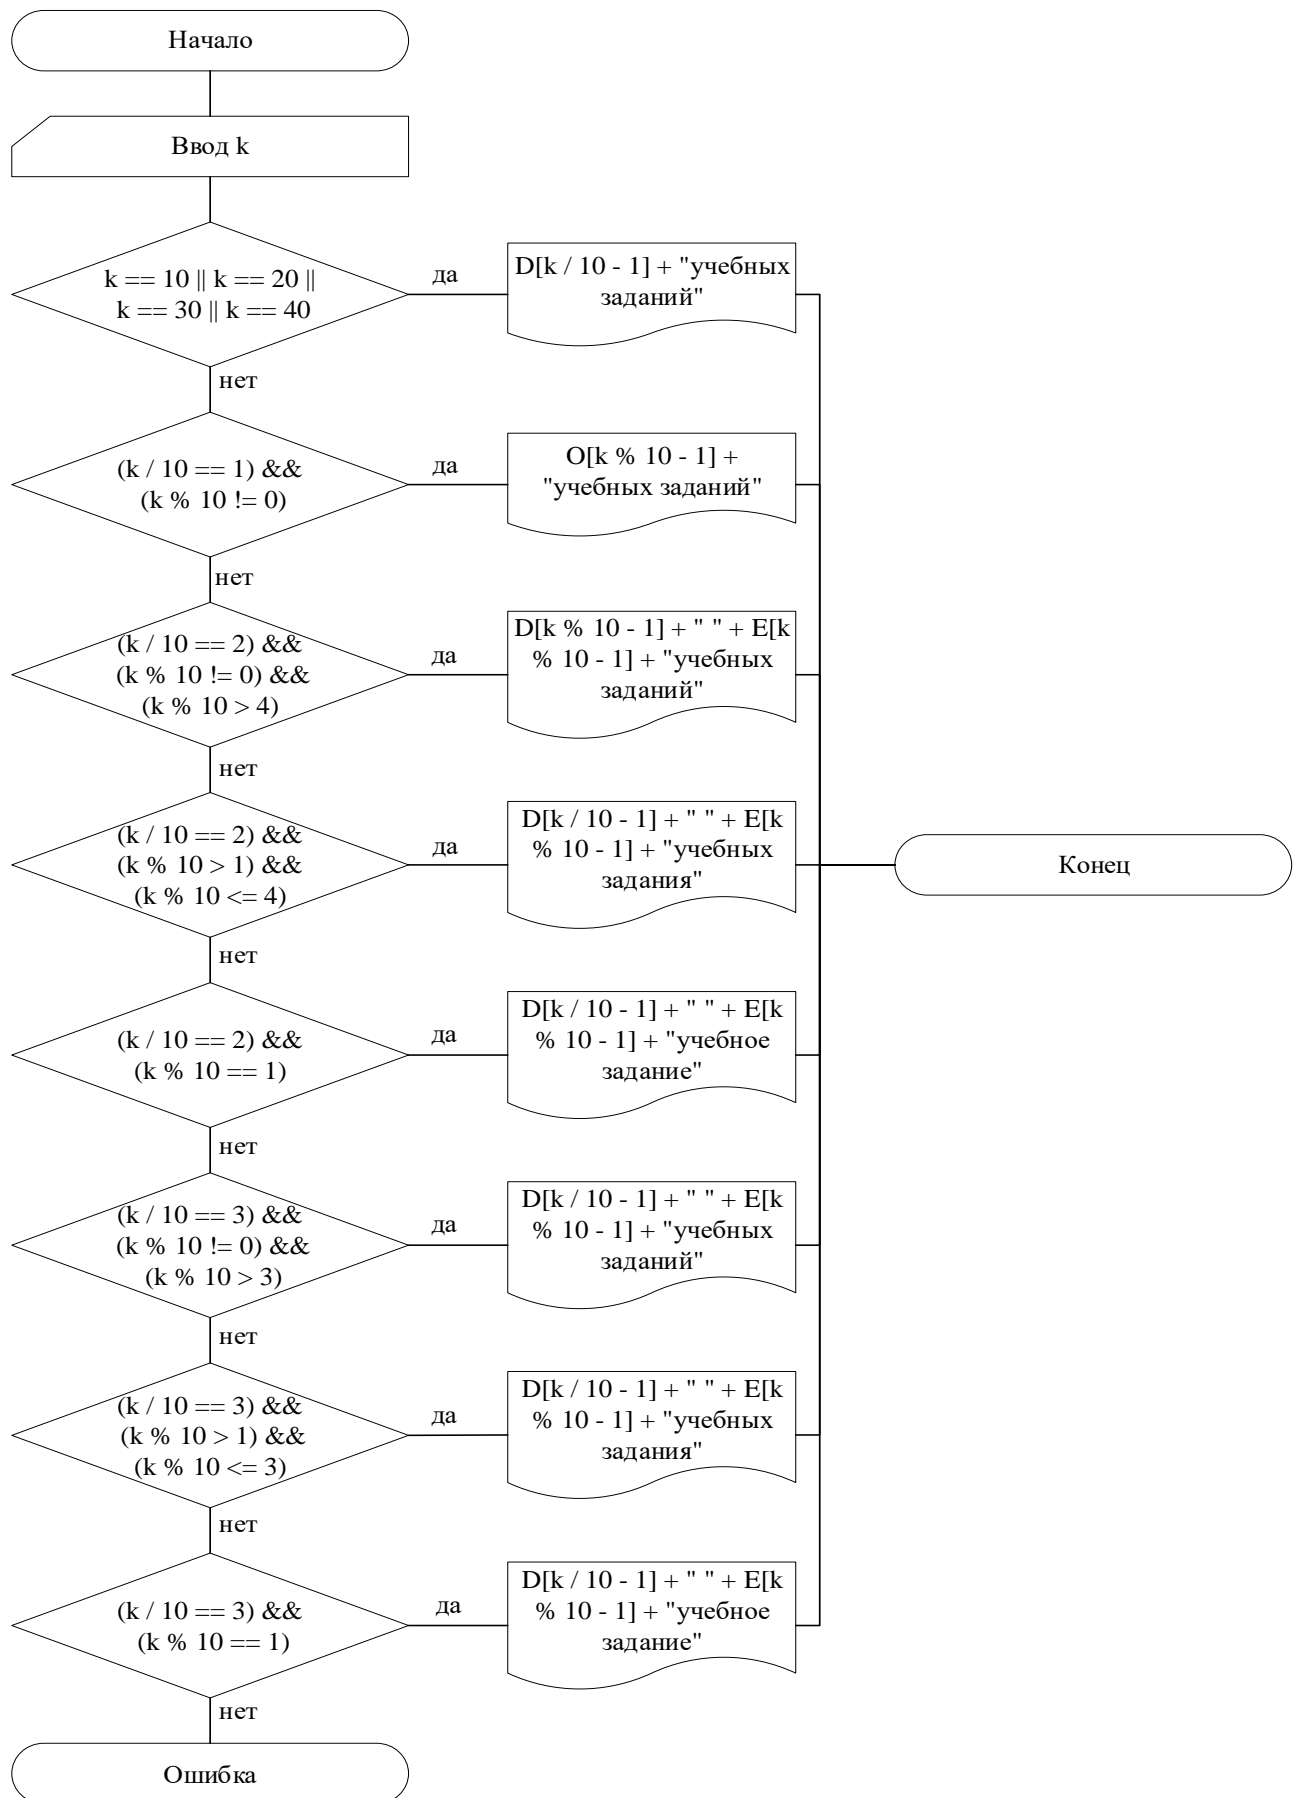 Начало
Ввод k
k == 10 || k == 20 ||
k == 30 || k == 40
да
D[k / 10 - 1] + "учебных
заданий"
нет
(k / 10 == 1) &&
(k % 10 != 0)
да
O[k % 10 - 1] +
"учебных заданий"
нет
(k / 10 == 2) &&
(k % 10 != 0) &&
(k % 10 > 4)
да
D[k % 10 - 1] + " " + E[k
% 10 - 1] + "учебных
заданий"
нет
(k / 10 == 2) &&
(k % 10 > 1) &&
(k % 10 <= 4)
да
D[k / 10 - 1] + " " + E[k
% 10 - 1] + "учебных
задания"
Конец
нет
(k / 10 == 2) &&
(k % 10 == 1)
да
D[k / 10 - 1] + " " + E[k
% 10 - 1] + "учебное
задание"
нет
(k / 10 == 3) &&
(k % 10 != 0) &&
(k % 10 > 3)
да
D[k / 10 - 1] + " " + E[k
% 10 - 1] + "учебных
заданий"
нет
(k / 10 == 3) &&
(k % 10 > 1) &&
(k % 10 <= 3)
да
D[k / 10 - 1] + " " + E[k
% 10 - 1] + "учебных
задания"
нет
(k / 10 == 3) &&
(k % 10 == 1)
да
D[k / 10 - 1] + " " + E[k
% 10 - 1] + "учебное
задание"
нет
Ошибка